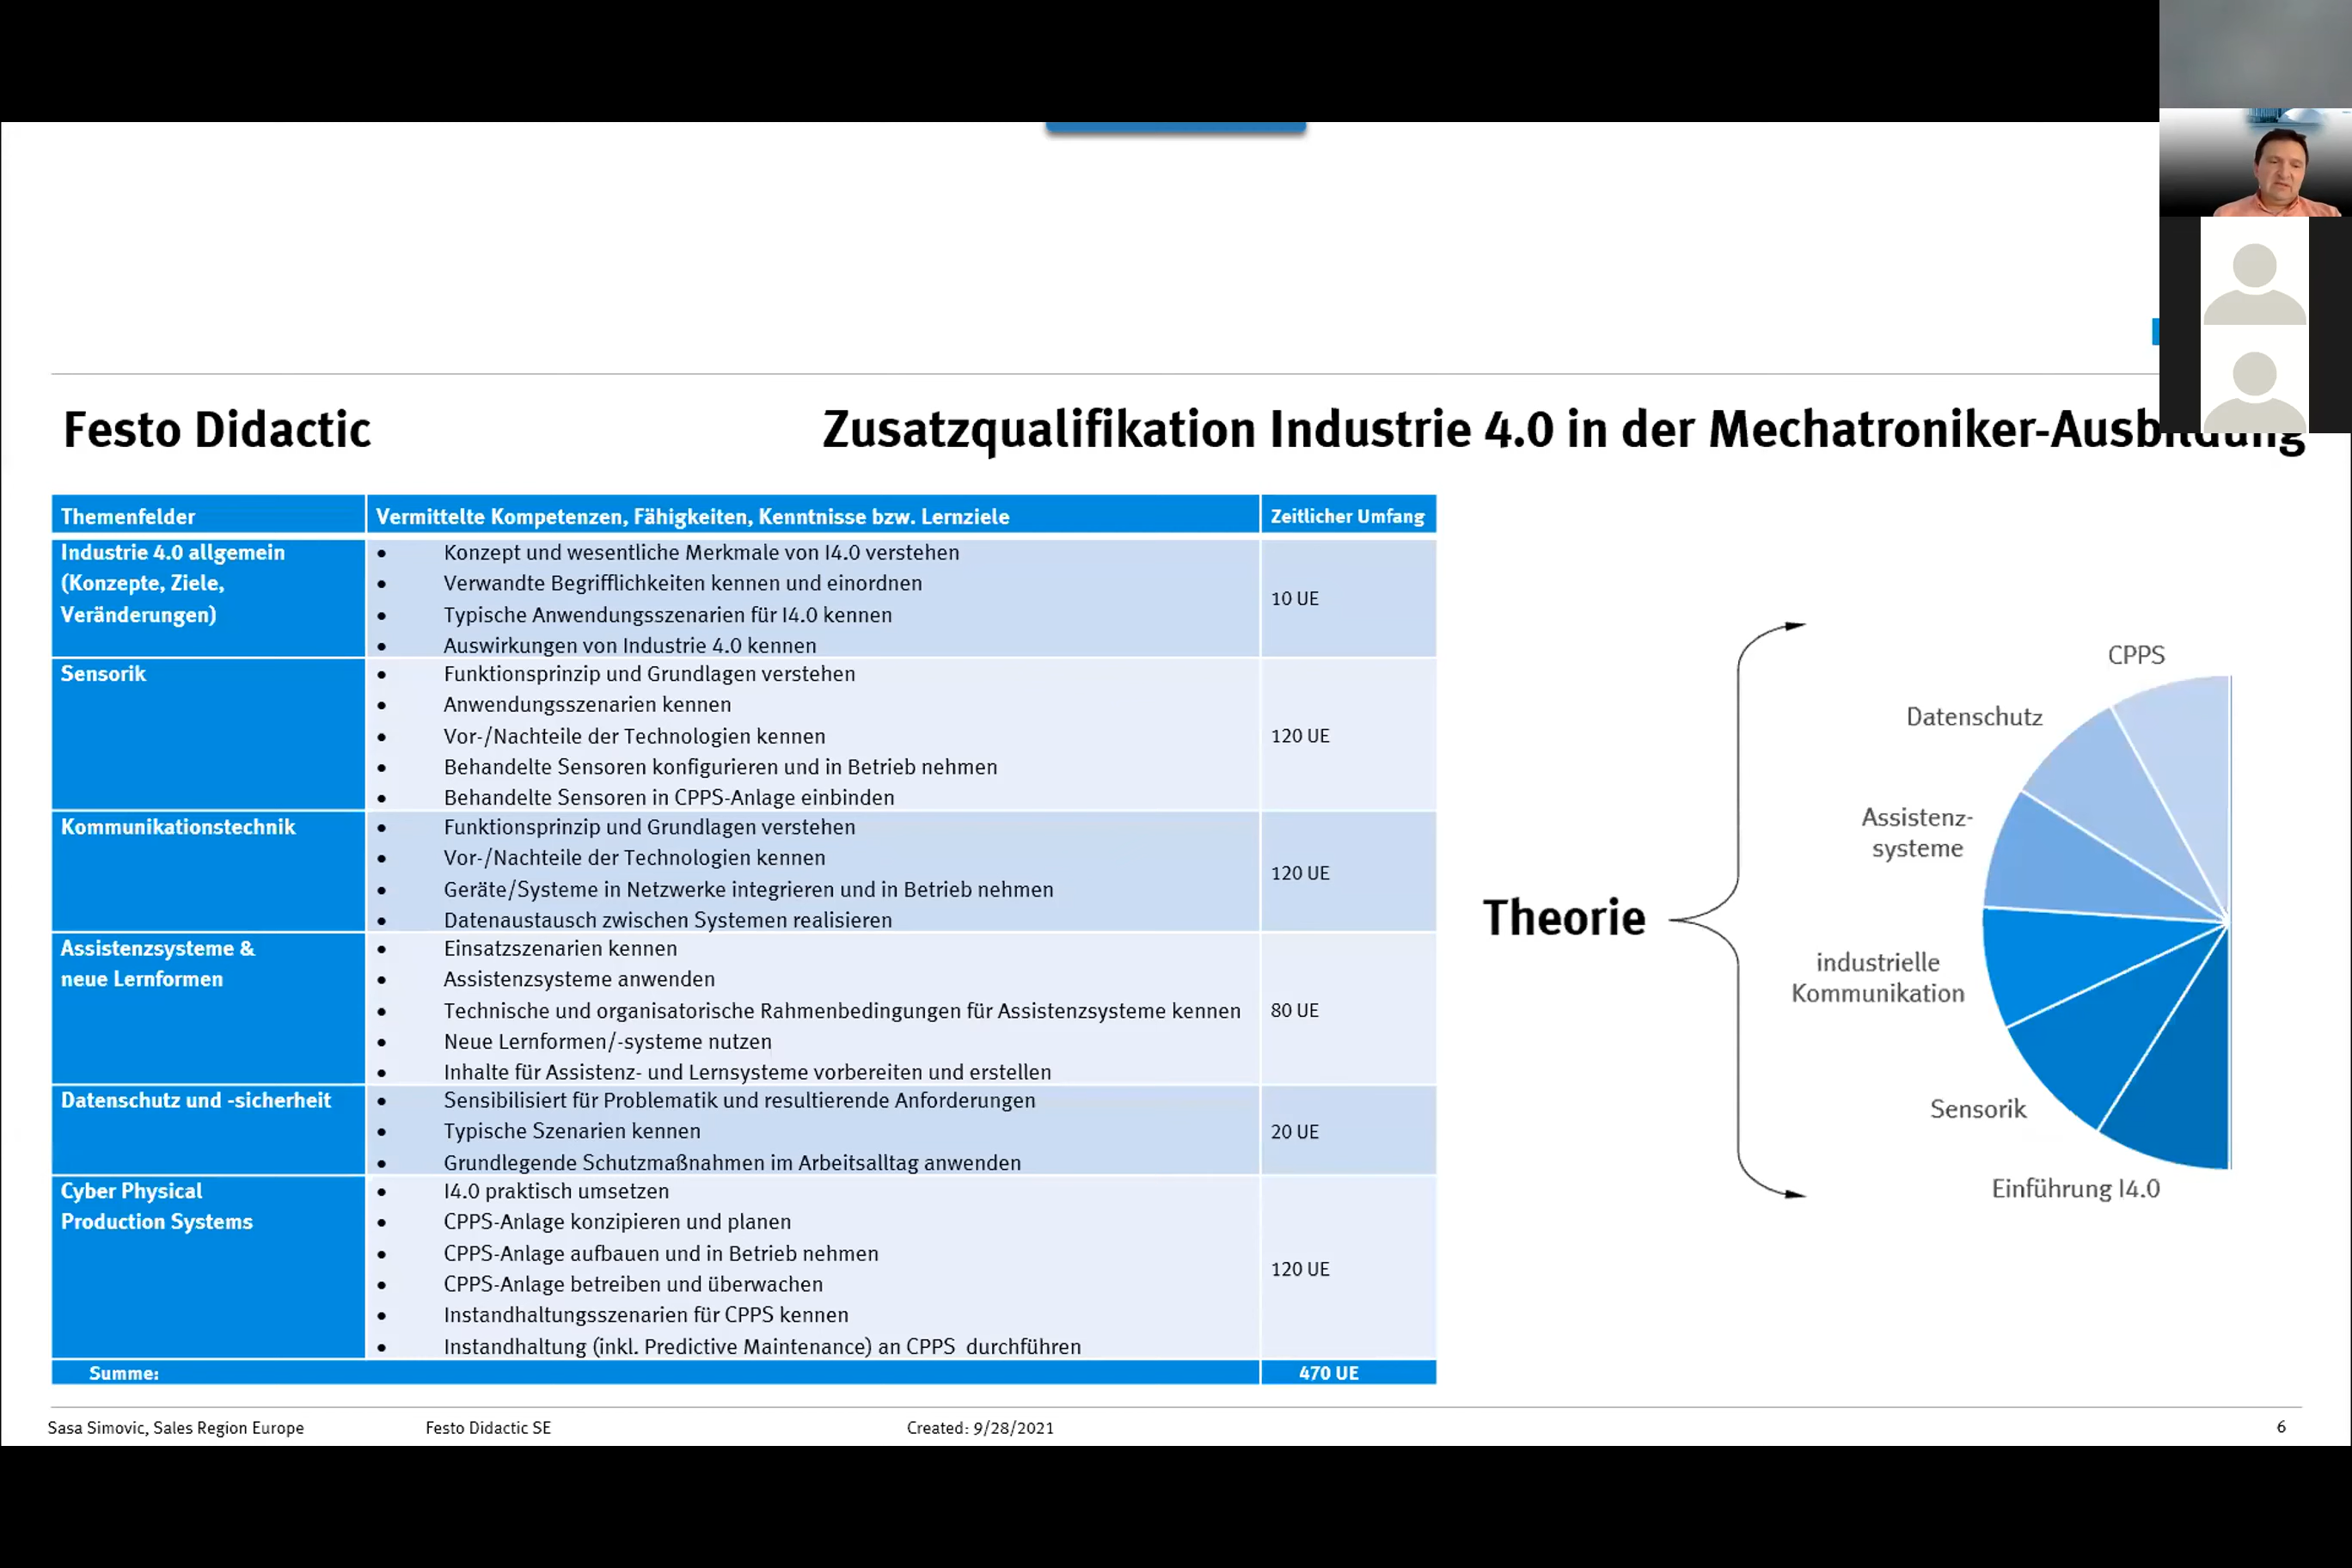 Festo Didactic
Zusatzqualifikation Industrie 4.0 in der Mechatroniker-Ausbildung
Themenfelder
Vermittelte Kompetenzen, Fähigkeiten, Kenntnisse bzw. Lernziele
Zeitlicher Umfang
Industrie 4.0 allgemein
(Konzepte, Ziele,
Veränderungen)
• Konzept und wesentliche Merkmale von I4.0 verstehen
• Verwandte Begrifflichkeiten kennen und einordnen
• Typische Anwendungsszenarien für I4.0 kennen
• Auswirkungen von Industrie 4.0 kennen
10 UE
Sensorik
• Funktionsprinzip und Grundlagen verstehen
• Anwendungsszenarien kennen
• Vor-/Nachteile der Technologien kennen
• Behandelte Sensoren konfigurieren und in Betrieb nehmen
• Behandelte Sensoren in CPPS-Anlage einbinden
120 UE
Kommunikationstechnik
• Funktionsprinzip und Grundlagen verstehen
• Vor-/Nachteile der Technologien kennen
• Geräte/Systeme in Netzwerke integrieren und in Betrieb nehmen
• Datenaustausch zwischen Systemen realisieren
120 UE
Assistenzsysteme &
neue Lernformen
• Einsatzszenarien kennen
• Assistenzsysteme anwenden
• Technische und organisatorische Rahmenbedingungen für Assistenzsysteme kennen
• Neue Lernformen/-systeme nutzen
• Inhalte für Assistenz- und Lernsysteme vorbereiten und erstellen
80 UE
Datenschutz und -sicherheit
• Sensibilisiert für Problematik und resultierende Anforderungen
• Typische Szenarien kennen
• Grundlegende Schutzmaßnahmen im Arbeitsalltag anwenden
20 UE
Cyber Physical
Production Systems
• I4.0 praktisch umsetzen
• CPPS-Anlage konzipieren und planen
• CPPS-Anlage aufbauen und in Betrieb nehmen
• CPPS-Anlage betreiben und überwachen
• Instandhaltungsszenarien für CPPS kennen
• Instandhaltung (inkl. Predictive Maintenance) an CPPS durchführen
120 UE
Summe:
470 UE
Theorie
CPPS
Datenschutz
Assistenz-
systeme
industrielle
Kommunikation
Sensorik
Einführung I4.0
Sasa Simovic, Sales Region Europe
Festo Didactic SE
Created: 9/28/2021
6